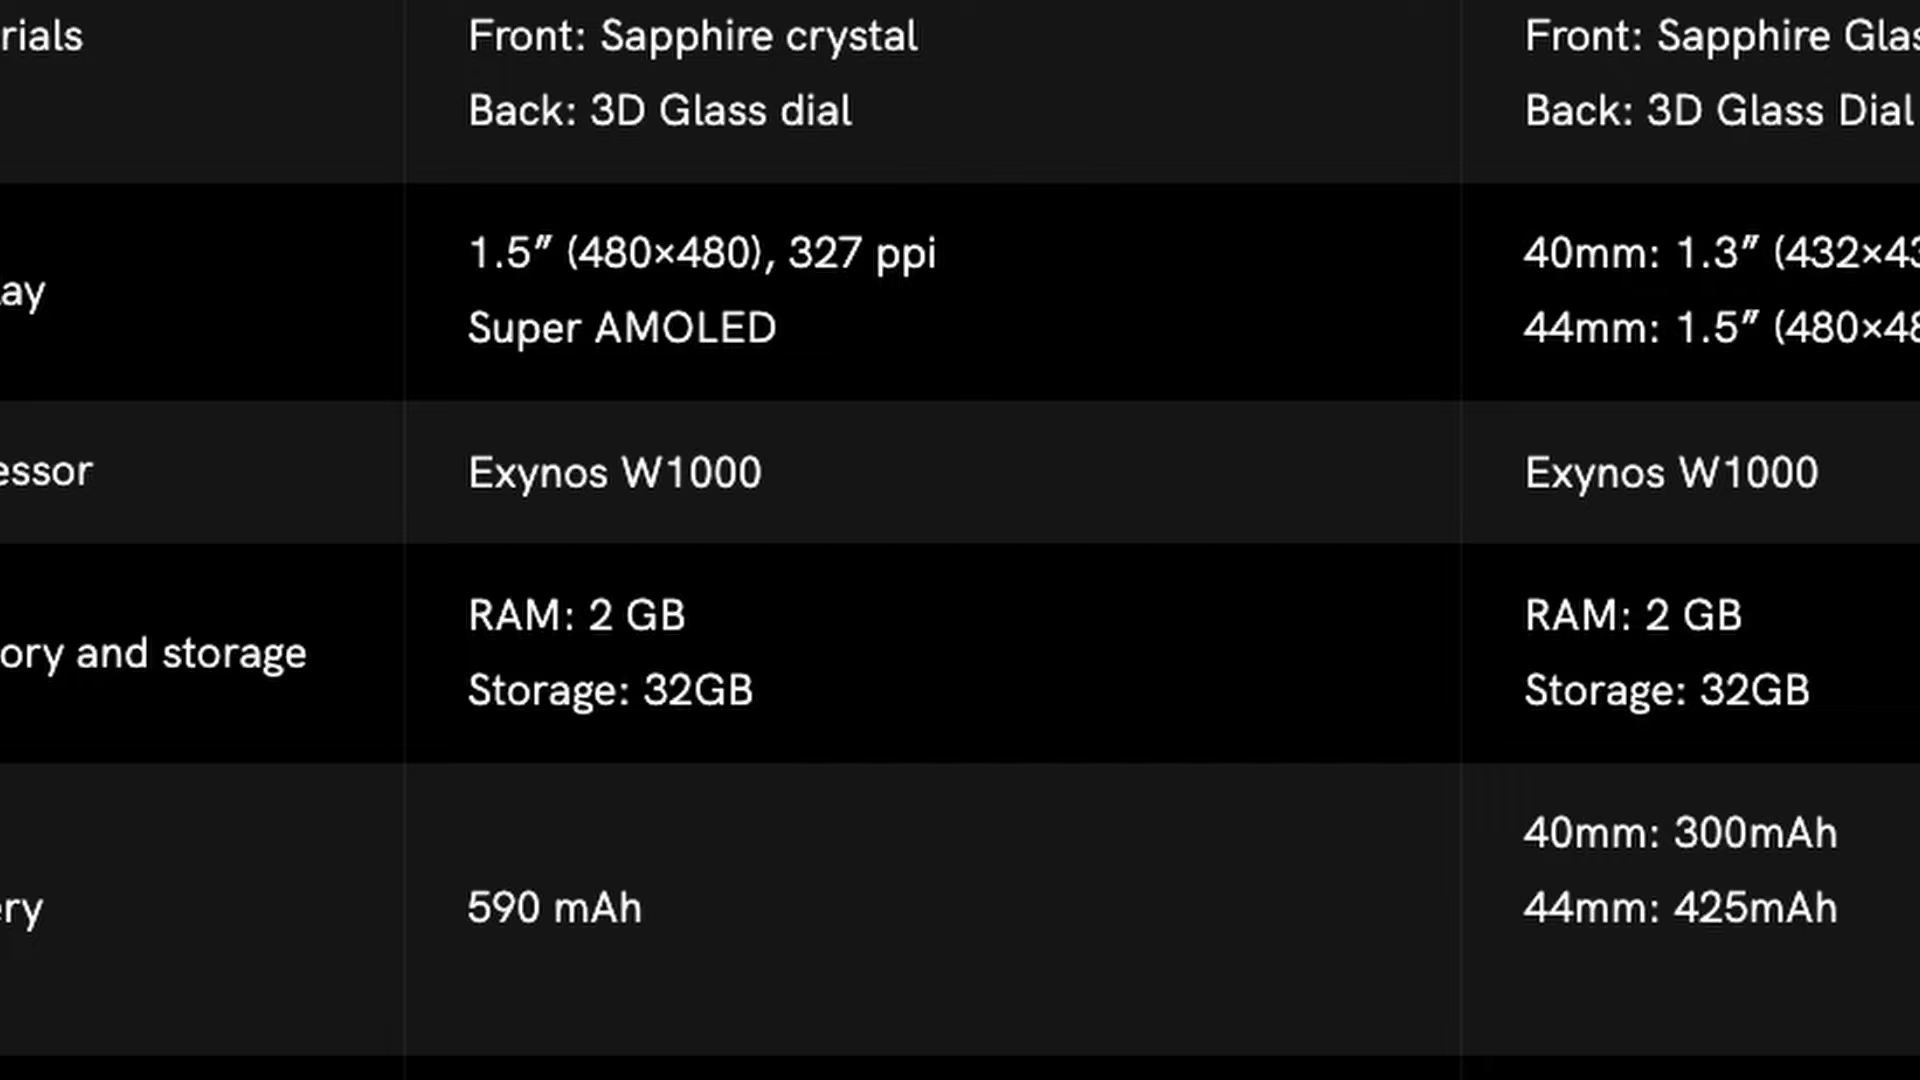 rials
Front: Sapphire crystal
Back: 3D Glass dial
Front: Sapphire Glas
Back: 3D Glass Dial
lay
1.5″ (480×480), 327 ppi
Super AMOLED
40mm: 1.3″ (432×43
44mm: 1.5″ (480×48
essor
Exynos W1000
Exynos W1000
ory and storage
RAM: 2 GB
Storage: 32GB
RAM: 2 GB
Storage: 32GB
ery
590 mAh
40mm: 300mAh
44mm: 425mAh